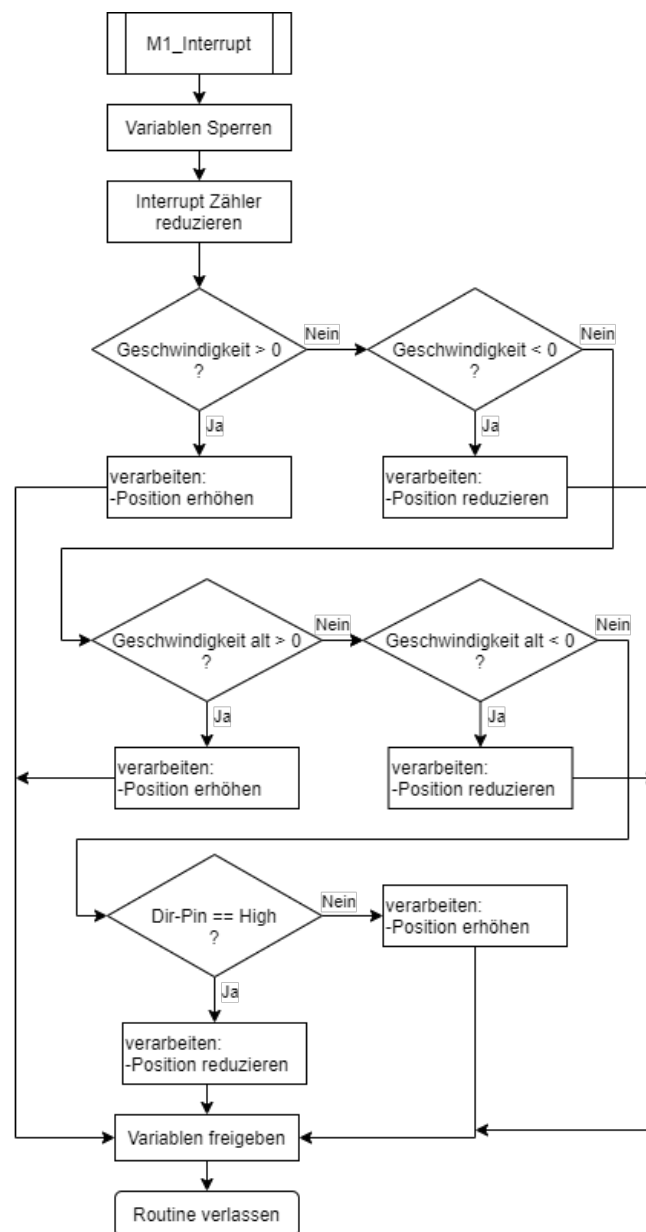 M1_Interrupt
Variablen Sperren
Interrupt Zähler
reduzieren
Geschwindigkeit > 0
?
Nein
Geschwindigkeit < 0
?
Nein
Ja
Ja
verarbeiten:
-Position erhöhen
verarbeiten:
-Position reduzieren
Geschwindigkeit alt > 0
?
Nein
Geschwindigkeit alt < 0
?
Nein
Ja
Ja
verarbeiten:
-Position erhöhen
verarbeiten:
-Position reduzieren
Dir-Pin == High
?
Nein
verarbeiten:
-Position erhöhen
Ja
verarbeiten:
-Position reduzieren
Variablen freigeben
Routine verlassen